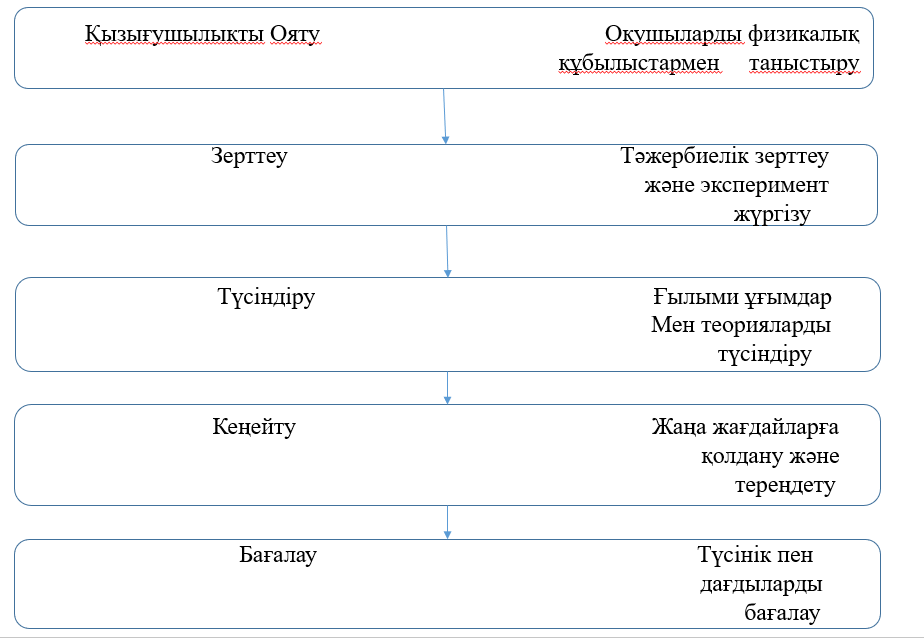 Қызығушылықты Ояту
Оқушыларды физикалық
құбылыстармен таныстыру
Зерттеу
Тәжербиелік зерттеу
және эксперимент
жүргізу
Түсіндіру
Ғылыми ұғымдар
Мен теорияларды
түсіндіру
Кеңейту
Жаңа жағдайларға
қолдану және
тереңдету
Бағалау
Түсінік пен
дағдыларды
бағалау